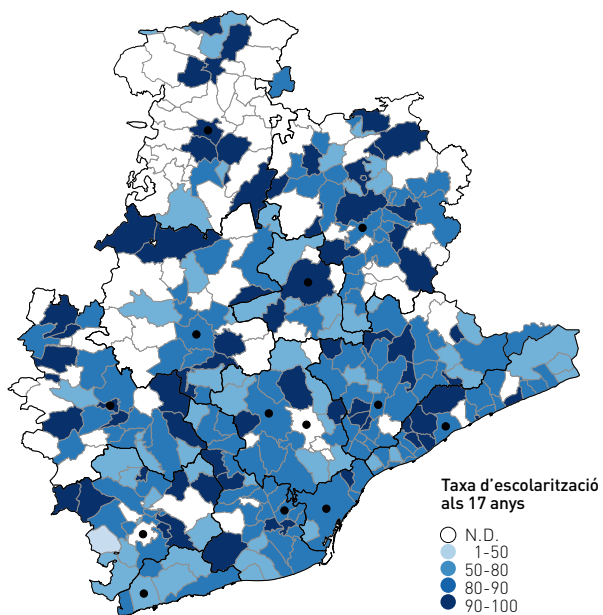 Taxa d'escolarització
als 17 anys
N.D.
1-50
50-80
80-90
90-100